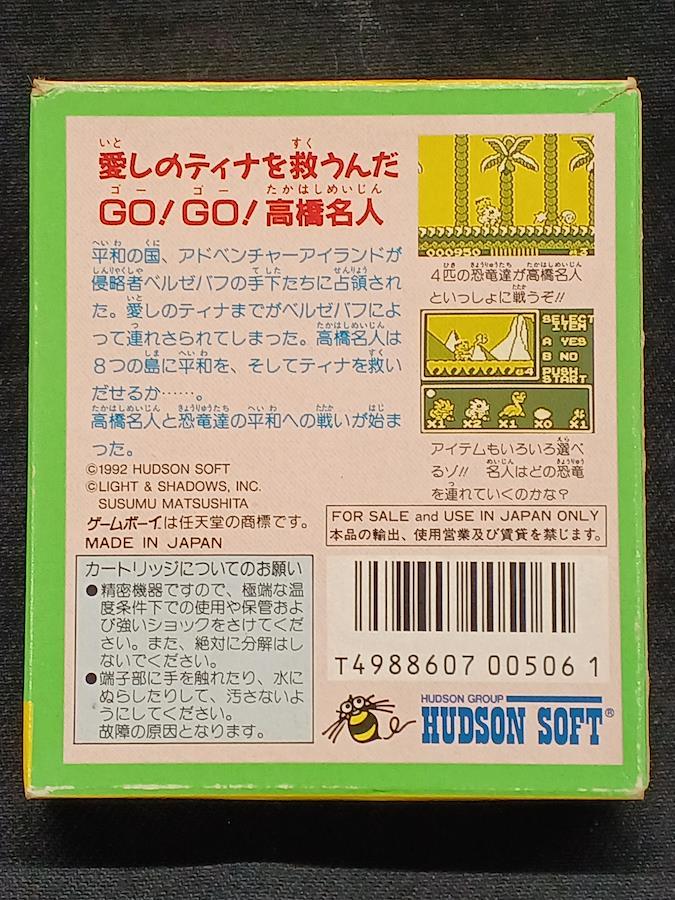 愛しのティナを救うんだ
GO!GO!高橋名人
平和の国、アドベンチャーアイランドが
侵略者ベルゼバフの手下たちに占領され
た。愛しのティナまでがベルゼバフによ
って連れさられてしまった。高橋名人は
8つの島に平和を、そしてティナを救い
だせるか……。
高橋名人と恐竜達の平和への戦いが始ま
った。
©1992 HUDSON SOFT
©LIGHT & SHADOWS, INC.
SUSUMU MATSUSHITA
ゲームボーイは任天堂の商標です。
MADE IN JAPAN
カートリッジについてのお願い
●精密機器ですので、極端な温
度条件下での使用や保管およ
び強いショックをさけてくださ
い。また、絶対に分解はし
ないでください。
●端子部に手を触れたり、水に
ぬらしたりして、汚さないよう
にしてください。
故障の原因となります。
000950 43
4匹の恐竜達が高橋名人
といっしょに戦うぞ!!
SELECT
ITEM
A YES
B NO
PUSH
START
84
X1 X2 X1 X0 X1
アイテムもいろいろ選べ
るゾ!! 名人はどの恐竜
を連れていくのかな?
FOR SALE and USE IN JAPAN ONLY
本品の輸出、使用営業及び賃貸を禁じます。
T4988607 00506 1
HUDSON GROUP
HUDSON SOFT®